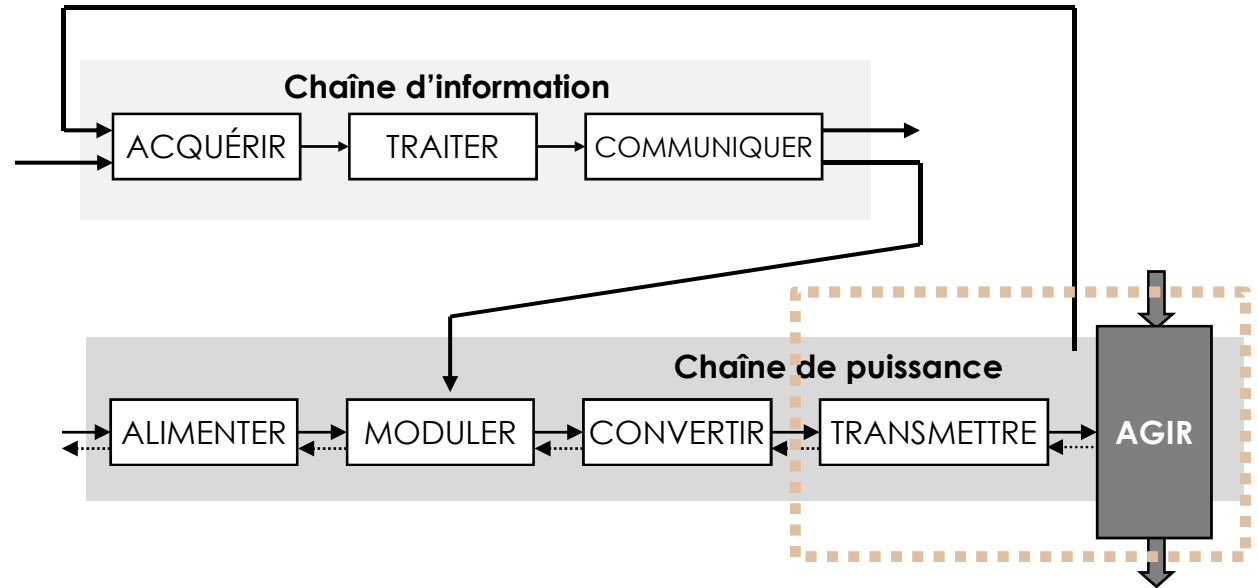 Chaîne d’information
ACQUÉRIR
TRAITER
COMMUNIQUER
Chaîne de puissance
ALIMENTER
MODULER
CONVERTIR
TRANSMETTRE
AGIR